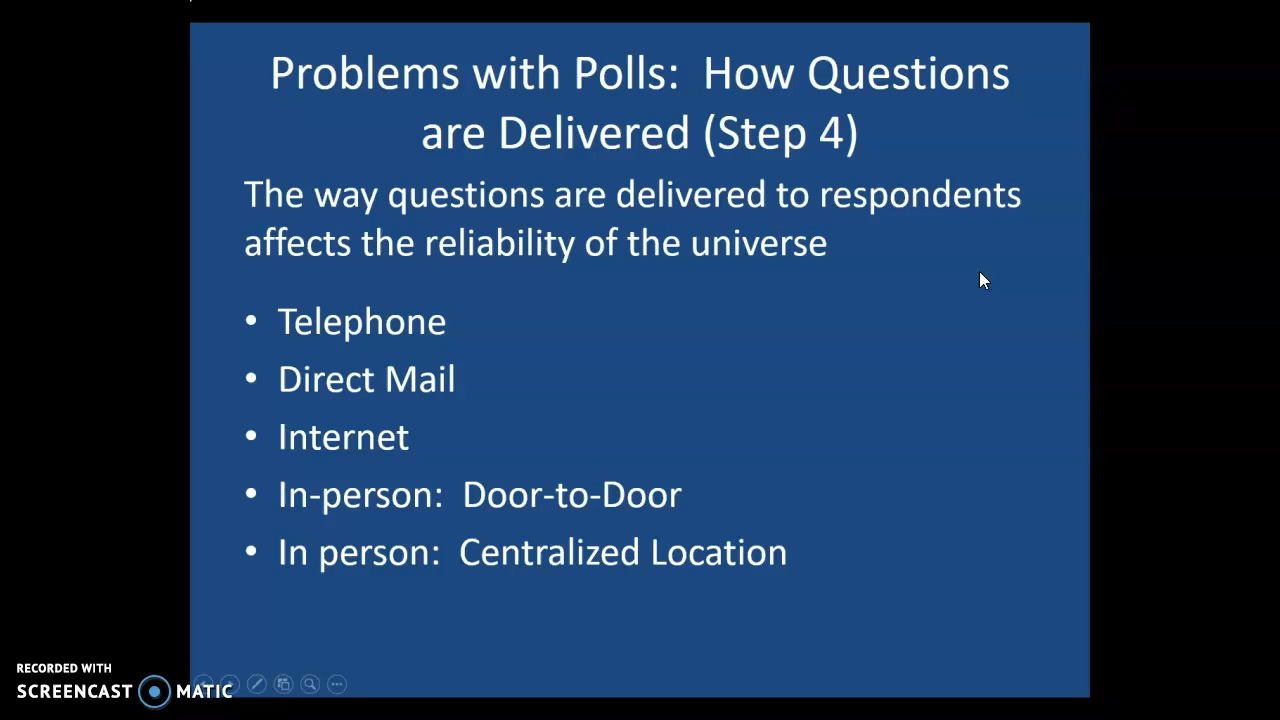 Problems with Polls: How Questions
are Delivered (Step 4)
The way questions are delivered to respondents
affects the reliability of the universe
• Telephone
• Direct Mail
• Internet
• In-person: Door-to-Door
• In person: Centralized Location
RECORDED WITH
SCREENCAST MATIC